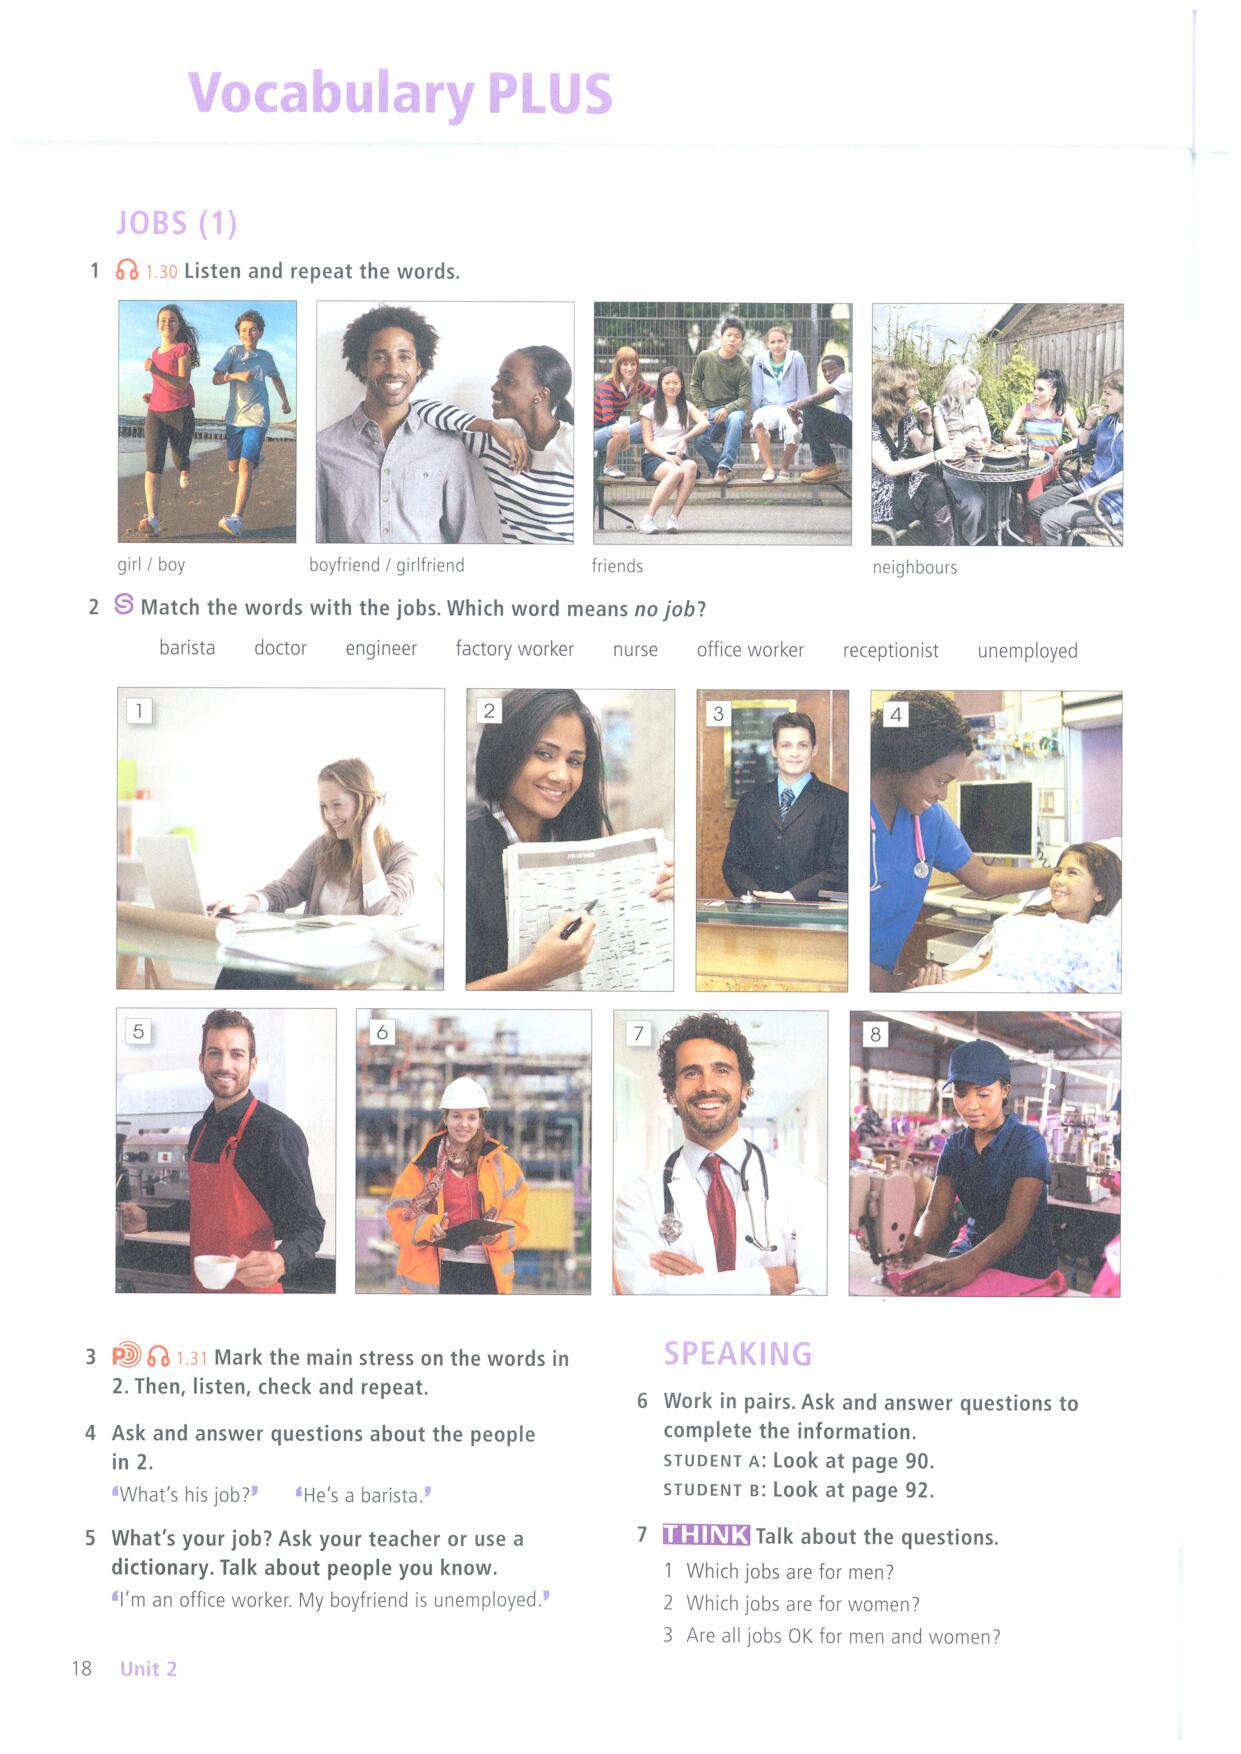 Vocabulary PLUS
JOBS (1)
1 1.30 Listen and repeat the words.
girl / boy
boyfriend / girlfriend
friends
neighbours
2 Match the words with the jobs. Which word means no job?
barista doctor engineer factory worker nurse office worker receptionist unemployed
1
2
3
4
5
6
7
8
3 P 1.31 Mark the main stress on the words in
2. Then, listen, check and repeat.
4 Ask and answer questions about the people
in 2.
‘What's his job?’ ‘He's a barista.’
5 What's your job? Ask your teacher or use a
dictionary. Talk about people you know.
‘I'm an office worker. My boyfriend is unemployed.’
SPEAKING
6 Work in pairs. Ask and answer questions to
complete the information.
STUDENT A: Look at page 90.
STUDENT B: Look at page 92.
7 THINK Talk about the questions.
1 Which jobs are for men?
2 Which jobs are for women?
3 Are all jobs OK for men and women?
18 Unit 2